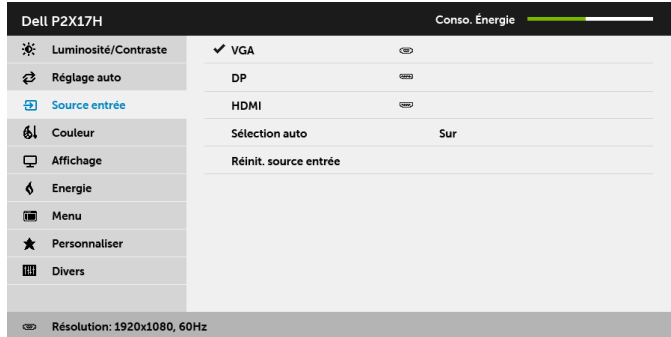 Dell P2X17H Conso. Énergie
Luminosité/Contraste
VGA
Réglage auto
DP
Source entrée
HDMI
Couleur
Sélection auto Sur
Affichage
Réinit. source entrée
Energie
Menu
Personnaliser
Divers
Résolution: 1920x1080, 60Hz